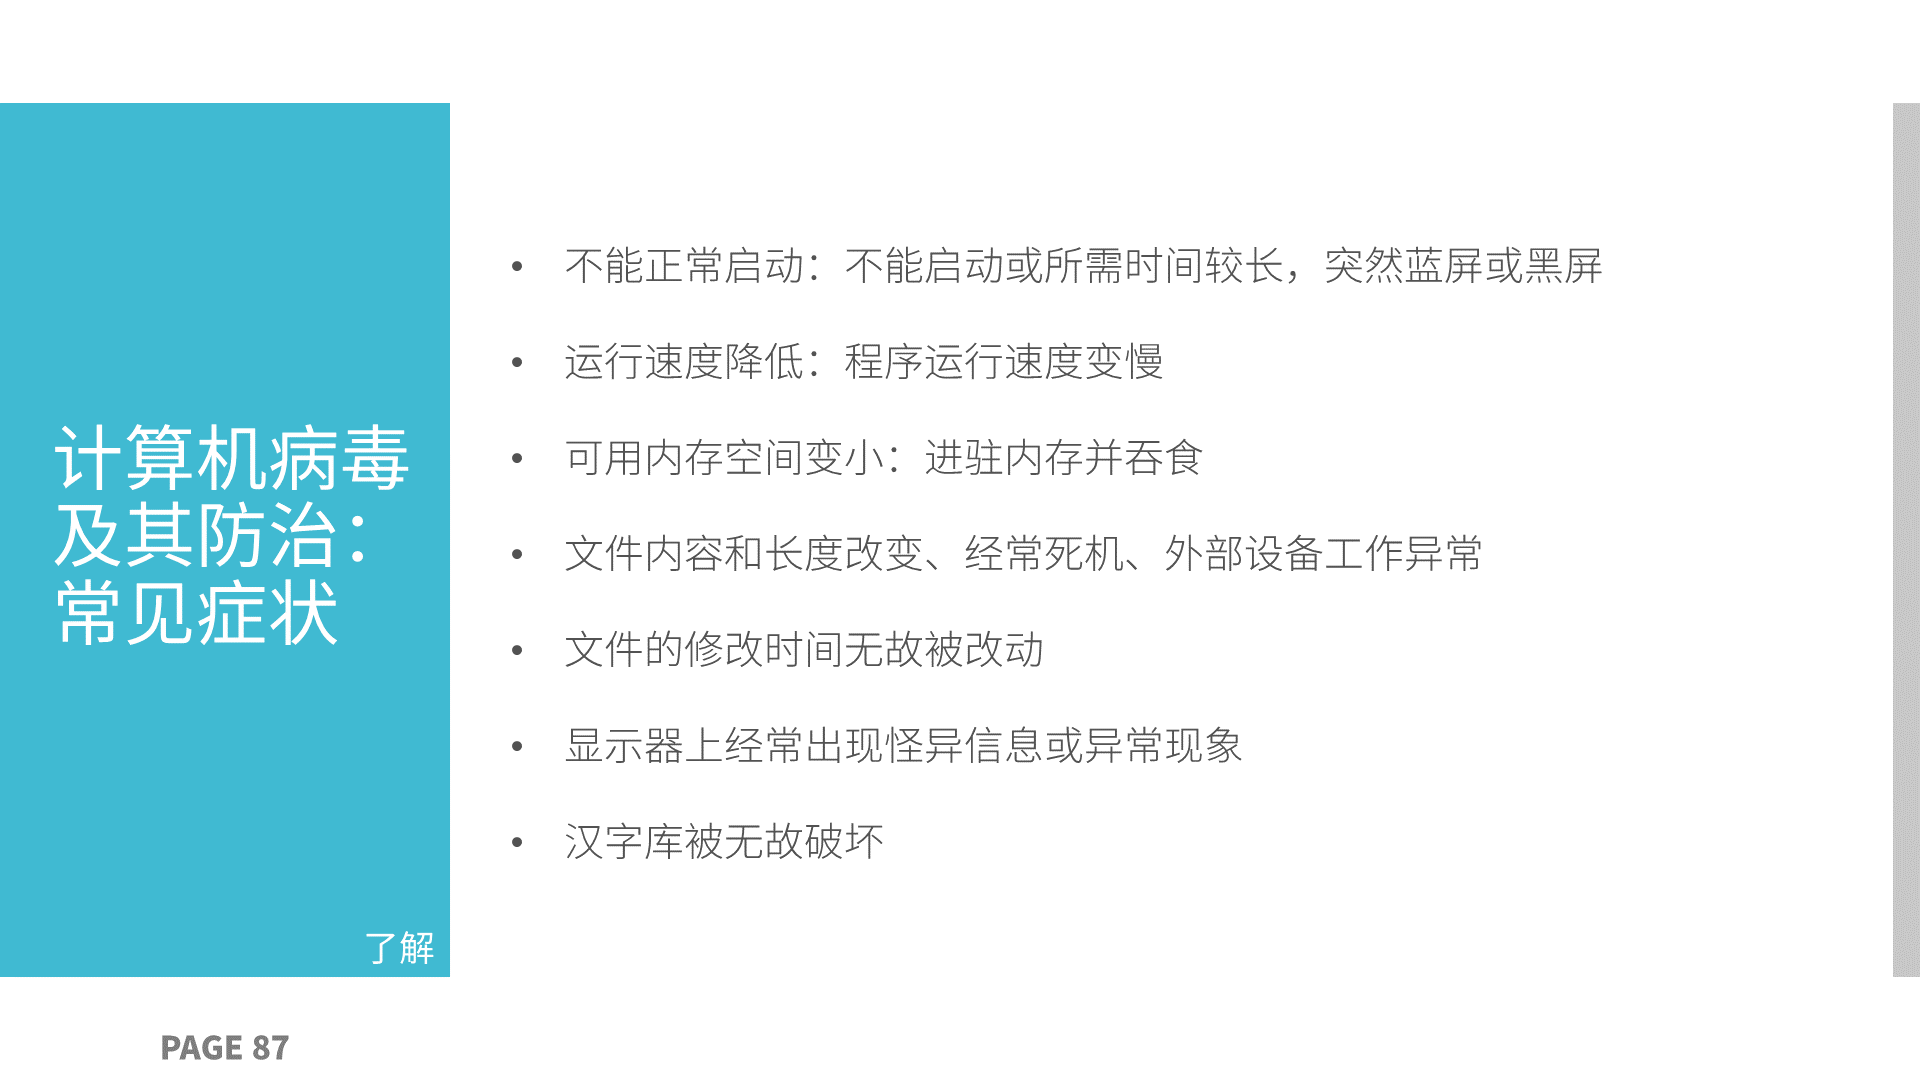 计算机病毒
及其防治：
常见症状
了解
• 不能正常启动：不能启动或所需时间较长，突然蓝屏或黑屏
• 运行速度降低：程序运行速度变慢
• 可用内存空间变小：进驻内存并吞食
• 文件内容和长度改变、经常死机、外部设备工作异常
• 文件的修改时间无故被改动
• 显示器上经常出现怪异信息或异常现象
• 汉字库被无故破坏
PAGE 87